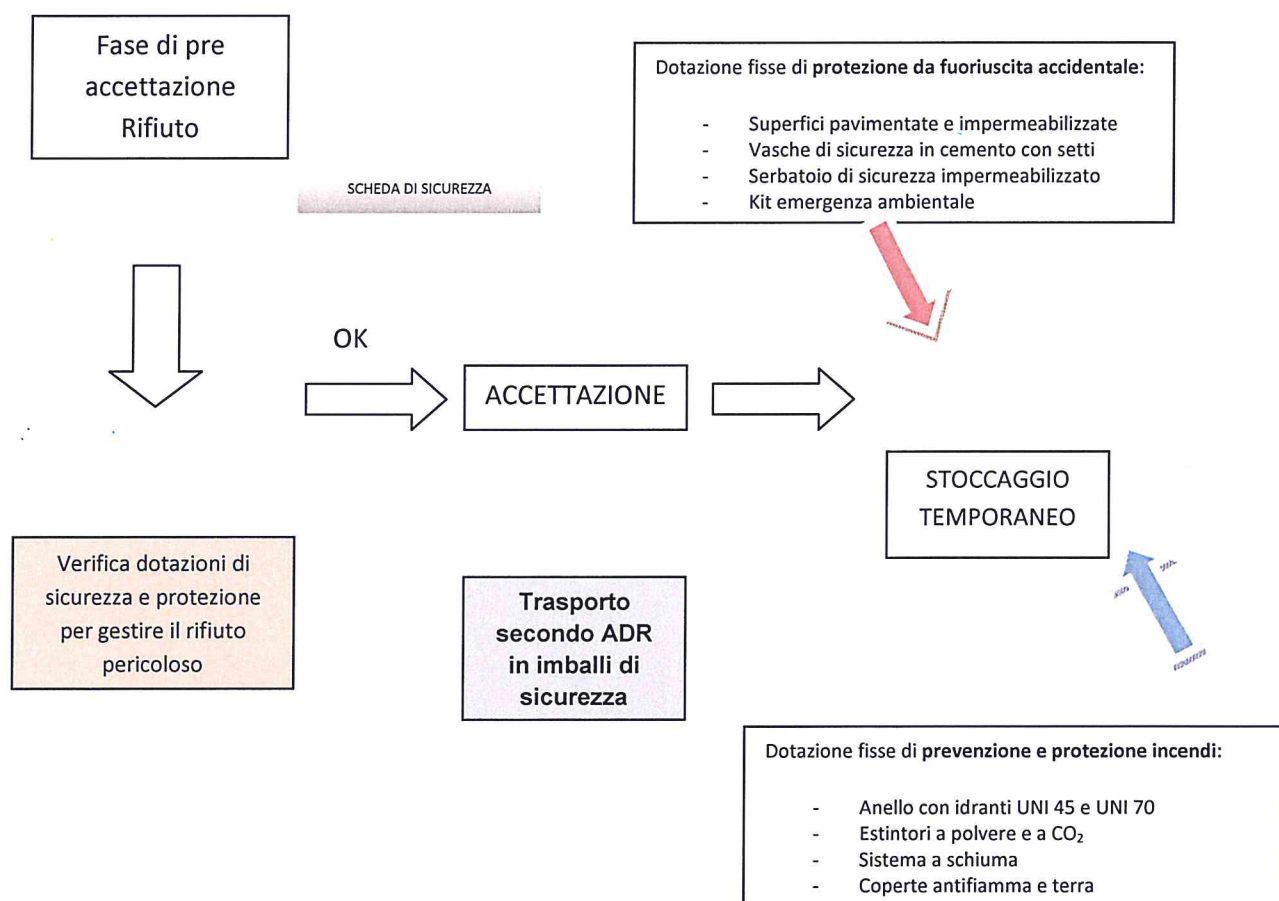 Fase di pre
accettazione
Rifiuto
SCHEDA DI SICUREZZA
Dotazione fisse di protezione da fuoriuscita accidentale:
- Superfici pavimentate e impermeabilizzate
- Vasche di sicurezza in cemento con setti
- Serbatoio di sicurezza impermeabilizzato
- Kit emergenza ambientale
OK
ACCETTAZIONE
STOCCAGGIO
TEMPORANEO
Verifica dotazioni di
sicurezza e protezione
per gestire il rifiuto
pericoloso
Trasporto
secondo ADR
in imballi di
sicurezza
Dotazione fisse di prevenzione e protezione incendi:
- Anello con idranti UNI 45 e UNI 70
- Estintori a polvere e a CO₂
- Sistema a schiuma
- Coperte antifiamma e terra